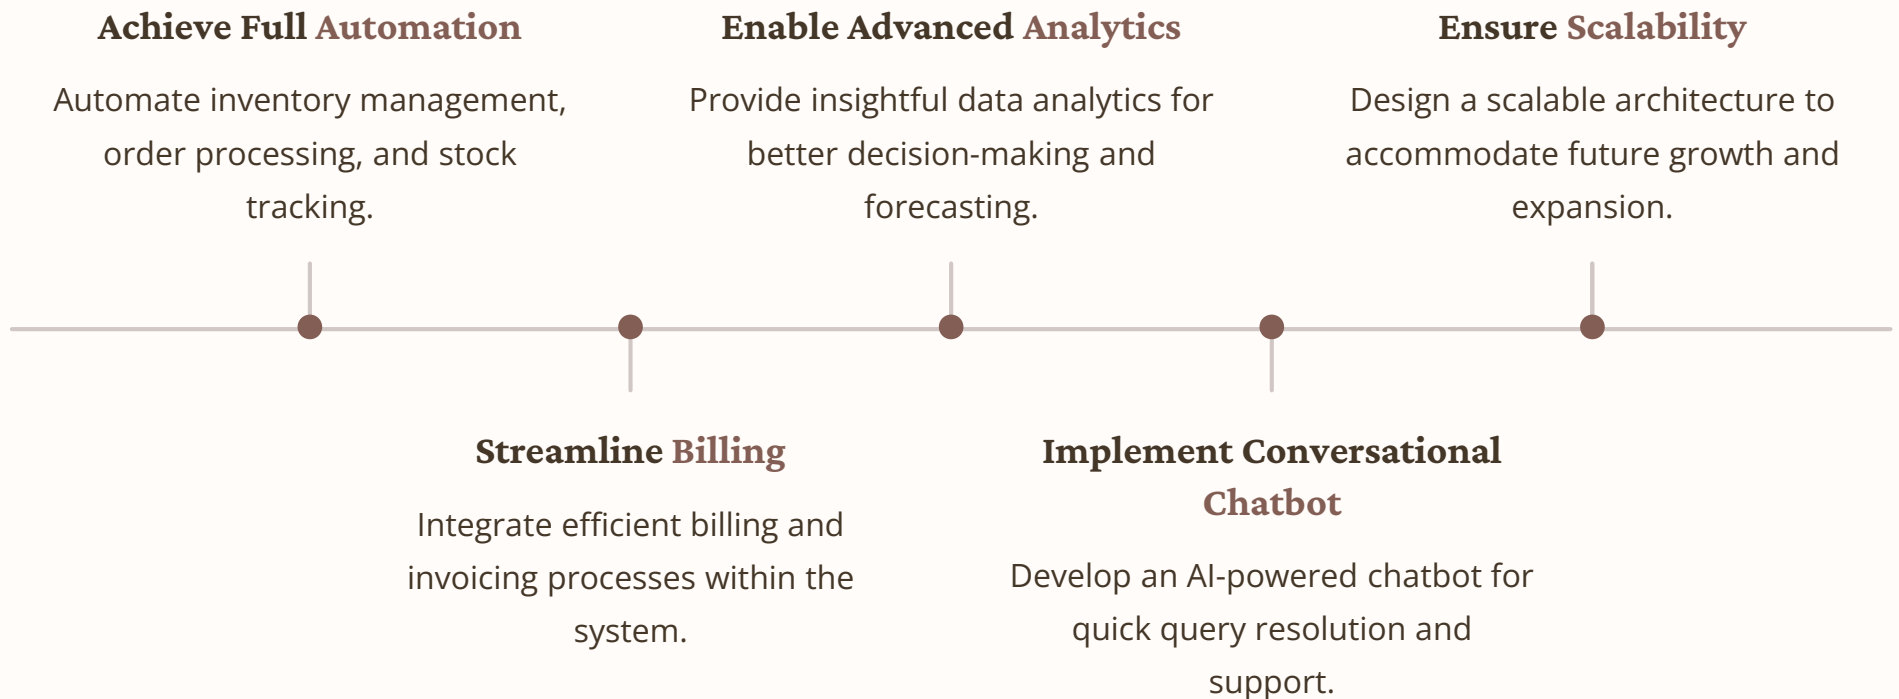 Achieve Full Automation
Automate inventory management,
order processing, and stock
tracking.
Streamline Billing
Integrate efficient billing and
invoicing processes within the
system.
Enable Advanced Analytics
Provide insightful data analytics for
better decision-making and
forecasting.
Implement Conversational
Chatbot
Develop an AI-powered chatbot for
quick query resolution and
support.
Ensure Scalability
Design a scalable architecture to
accommodate future growth and
expansion.